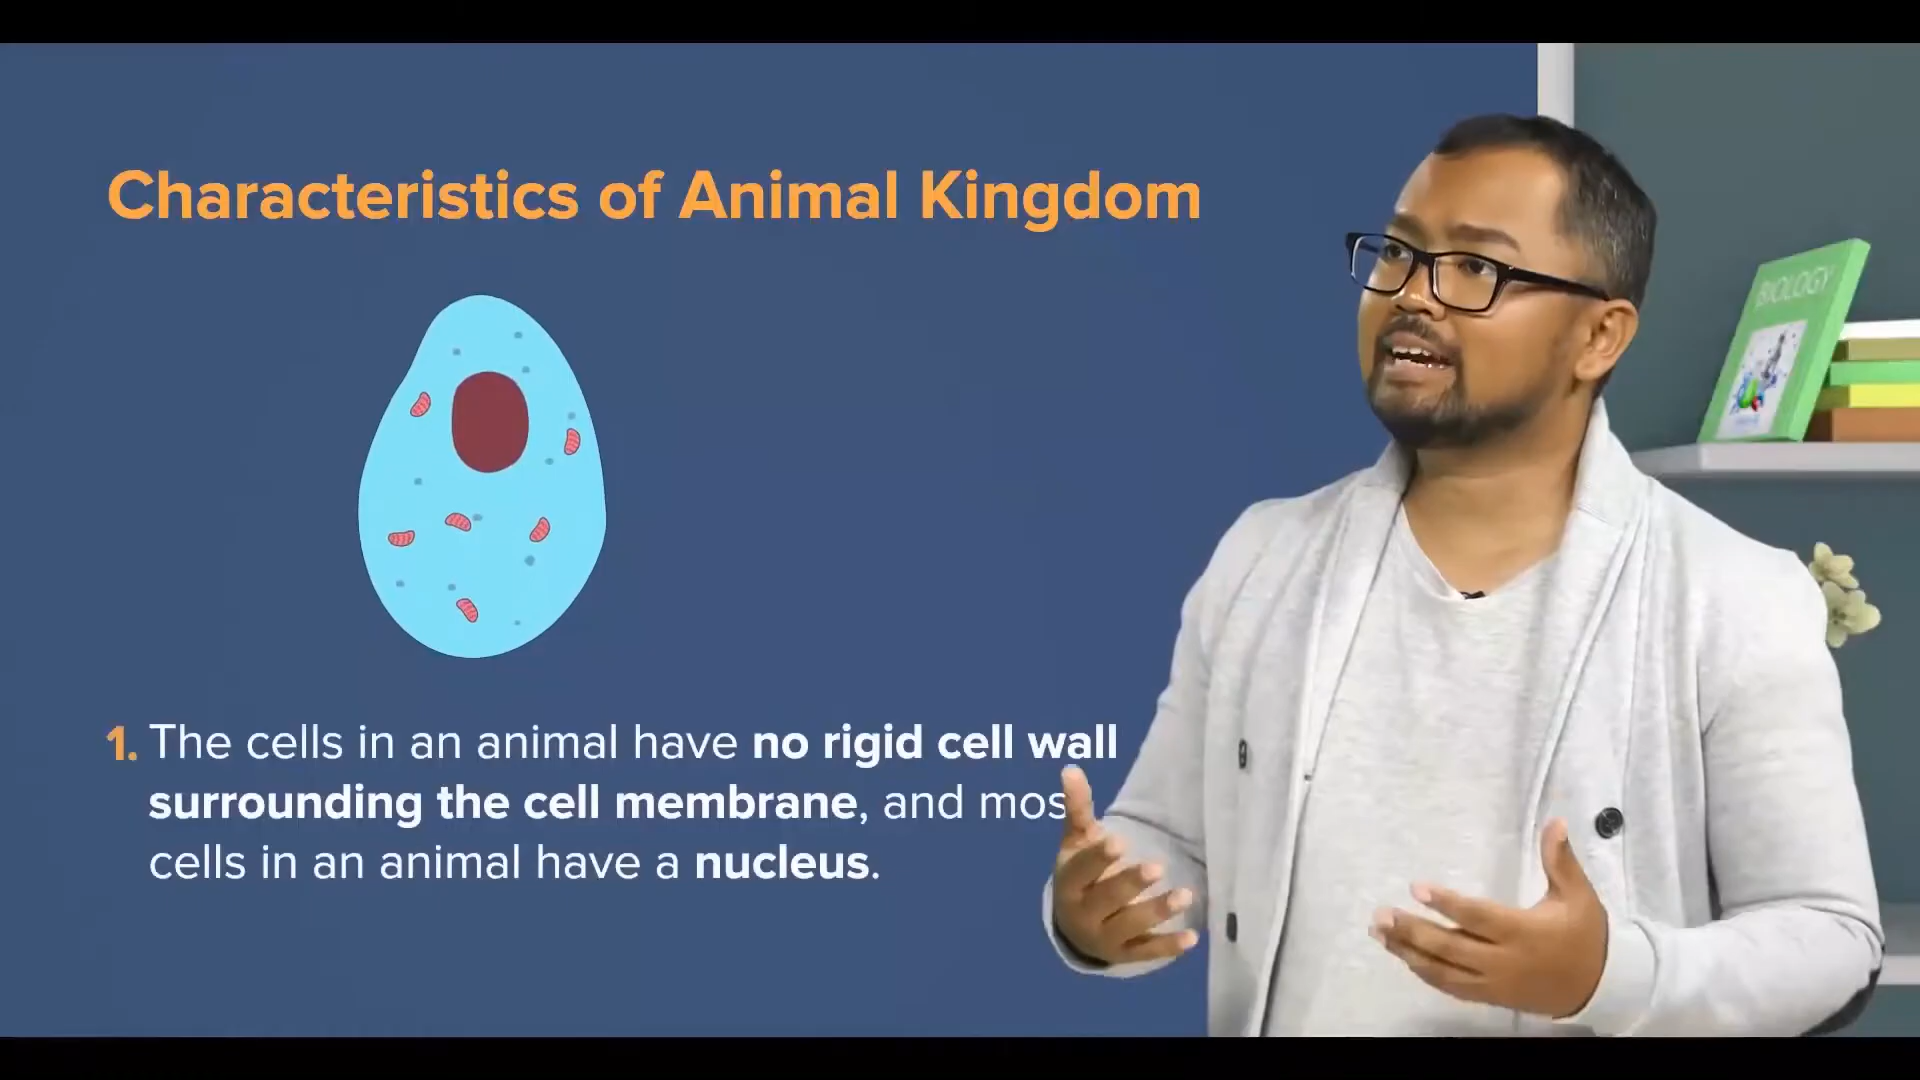 Characteristics of Animal Kingdom
BIOLOGY
1. The cells in an animal have no rigid cell wall
surrounding the cell membrane, and mos
cells in an animal have a nucleus.